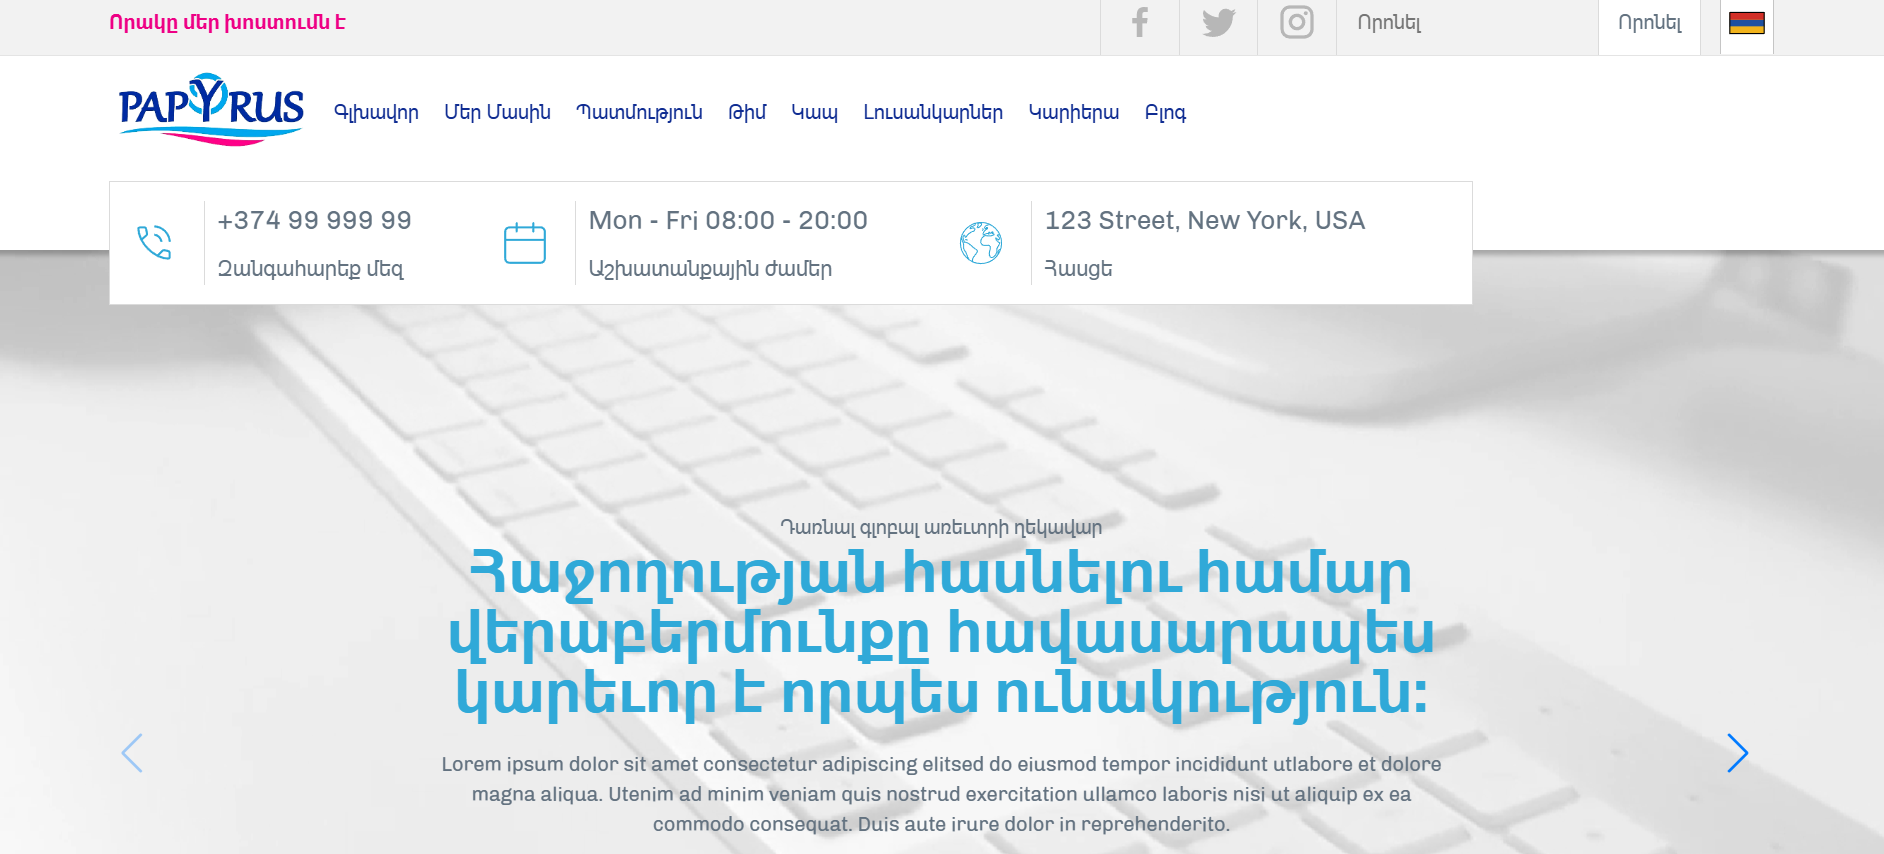 Որակը մեր խոստումն է
Որոնել
Որոնել
PAPYRUS
Գլխավոր
Մեր Մասին
Պատմություն
Թիմ
Կապ
Լուսանկարներ
Կարիերա
Բլոգ
+374 99 999 99
Զանգահարեք մեզ
Mon - Fri 08:00 - 20:00
Աշխատանքային ժամեր
123 Street, New York, USA
Հասցե
Դառնալ գլոբալ առեւտրի ղեկավար
Հաջողության հասնելու համար
վերաբերմունքը հավասարապես
կարեւոր է որպես ունակություն:
Lorem ipsum dolor sit amet consectetur adipiscing elitsed do eiusmod tempor incididunt utlabore et dolore
magna aliqua. Utenim ad minim veniam quis nostrud exercitation ullamco laboris nisi ut aliquip ex ea
commodo consequat. Duis aute irure dolor in reprehenderito.